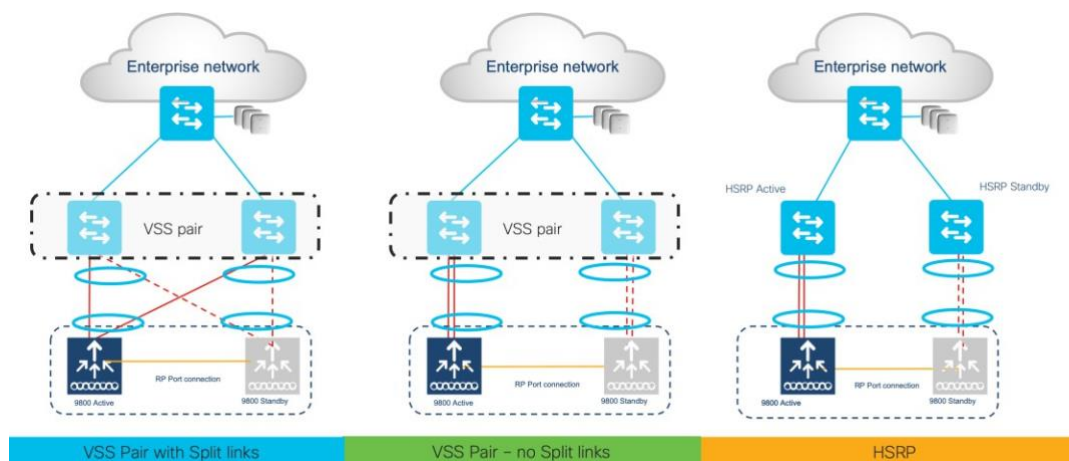 Enterprise network
VSS pair
RP Port connection
9800 Active
9800 Standby
VSS Pair with Split links
Enterprise network
VSS pair
RP Port connection
9800 Active
9800 Standby
VSS Pair – no Split links
Enterprise network
HSRP Active
HSRP Standby
RP Port connection
9800 Active
9800 Standby
HSRP